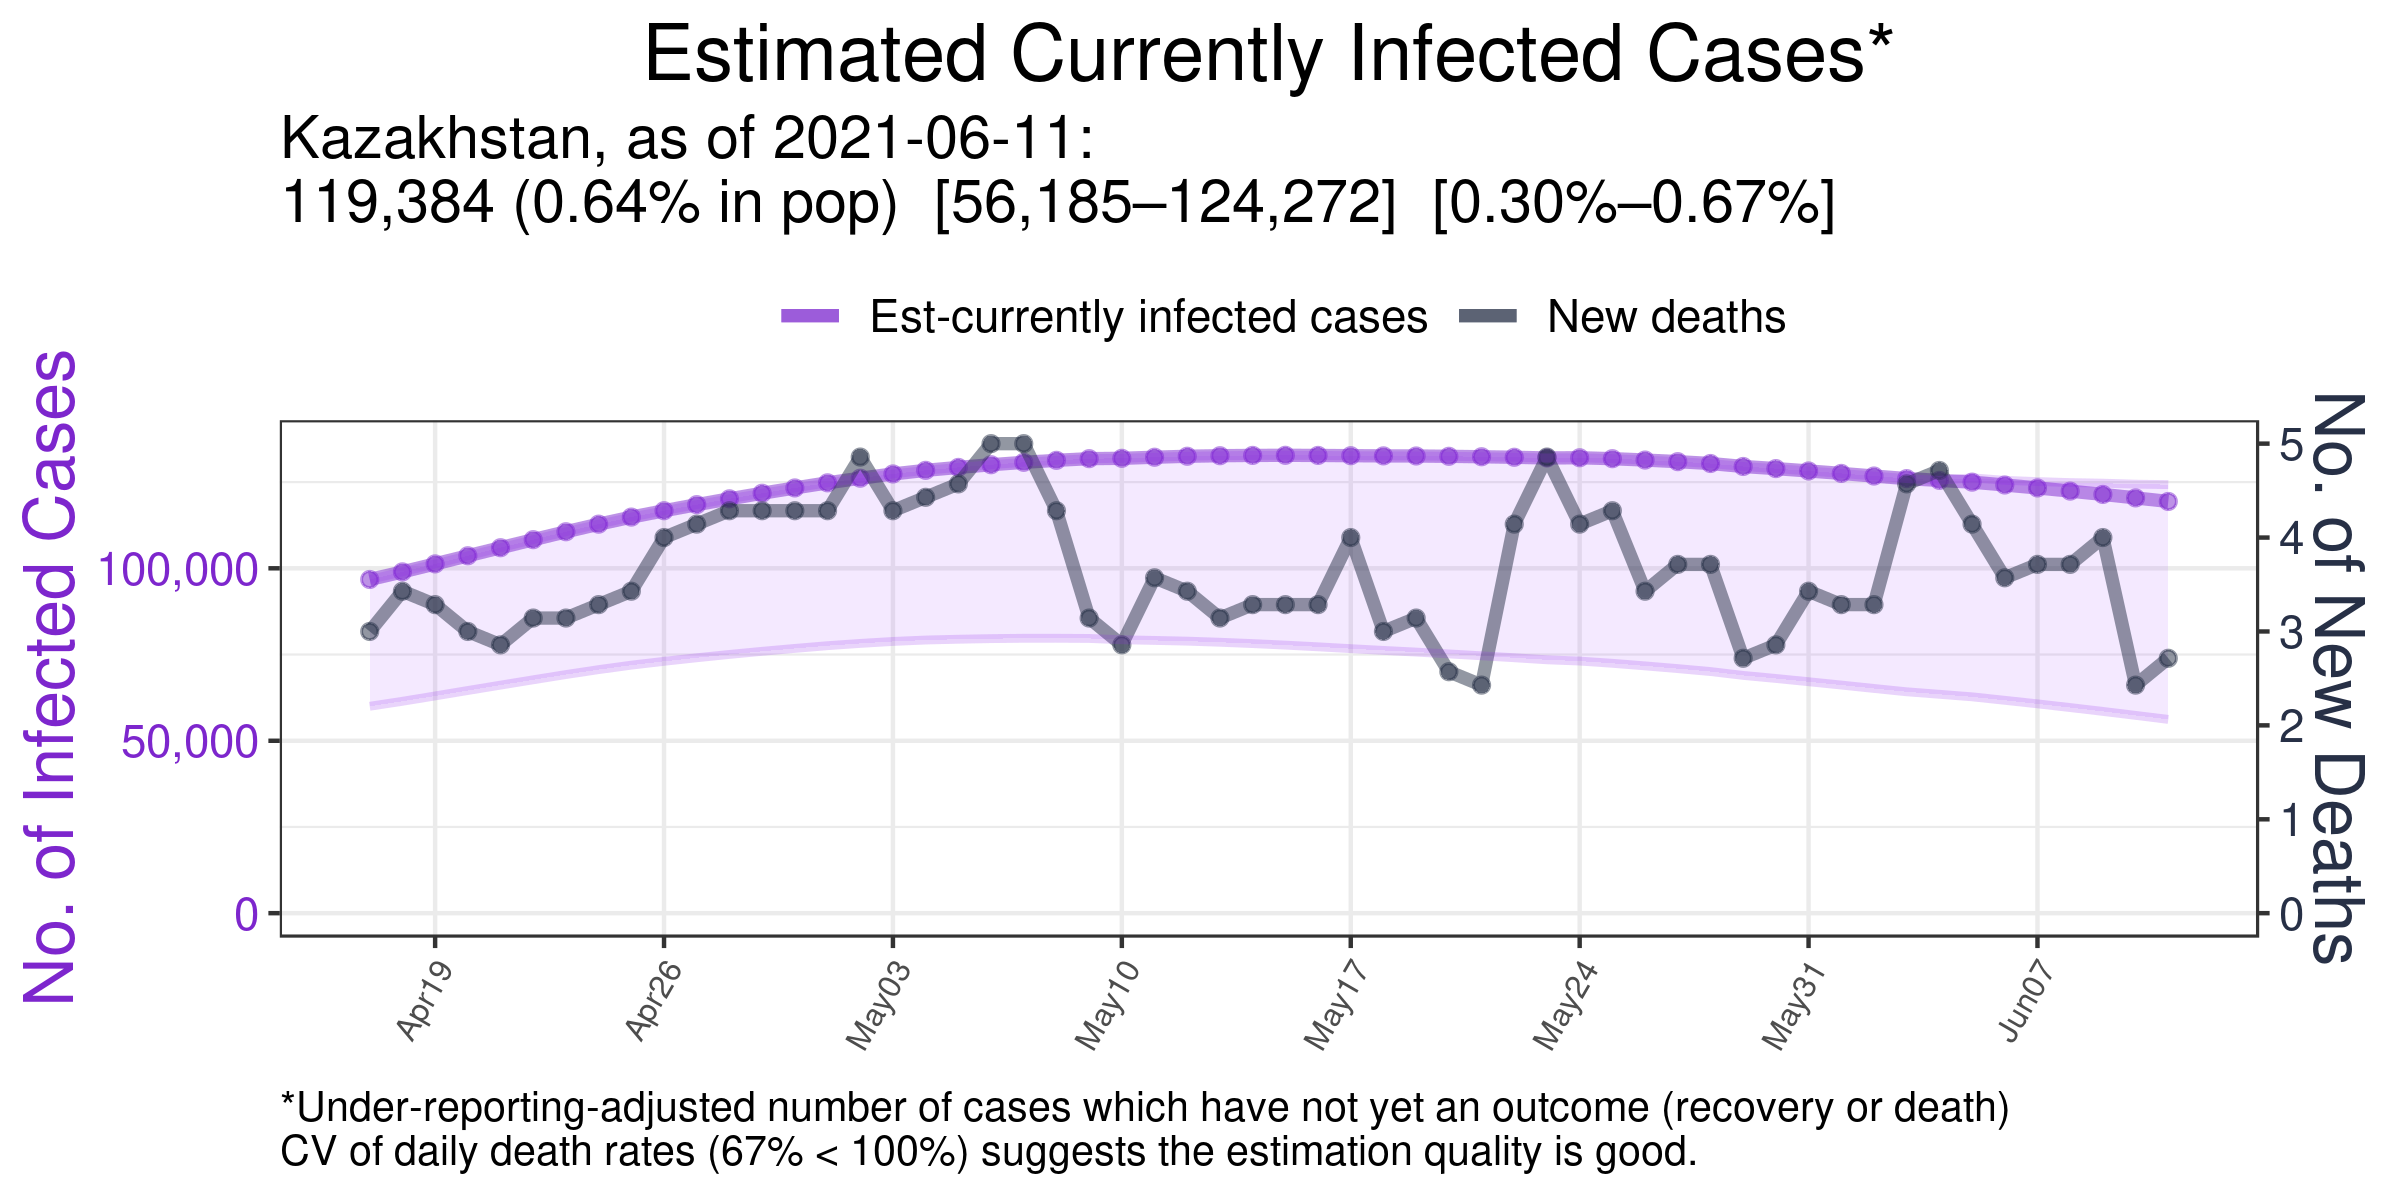 Estimated Currently Infected Cases*
Kazakhstan, as of 2021-06-11:
119,384 (0.64% in pop)  [56,185–124,272]  [0.30%–0.67%]
Est-currently infected cases
New deaths
No. of Infected Cases
100,000
50,000
0
5
4
3
2
1
0
No. of New Deaths
Apr19
Apr26
May03
May10
May17
May24
May31
Jun07
*Under-reporting-adjusted number of cases which have not yet an outcome (recovery or death)
CV of daily death rates (67% < 100%) suggests the estimation quality is good.